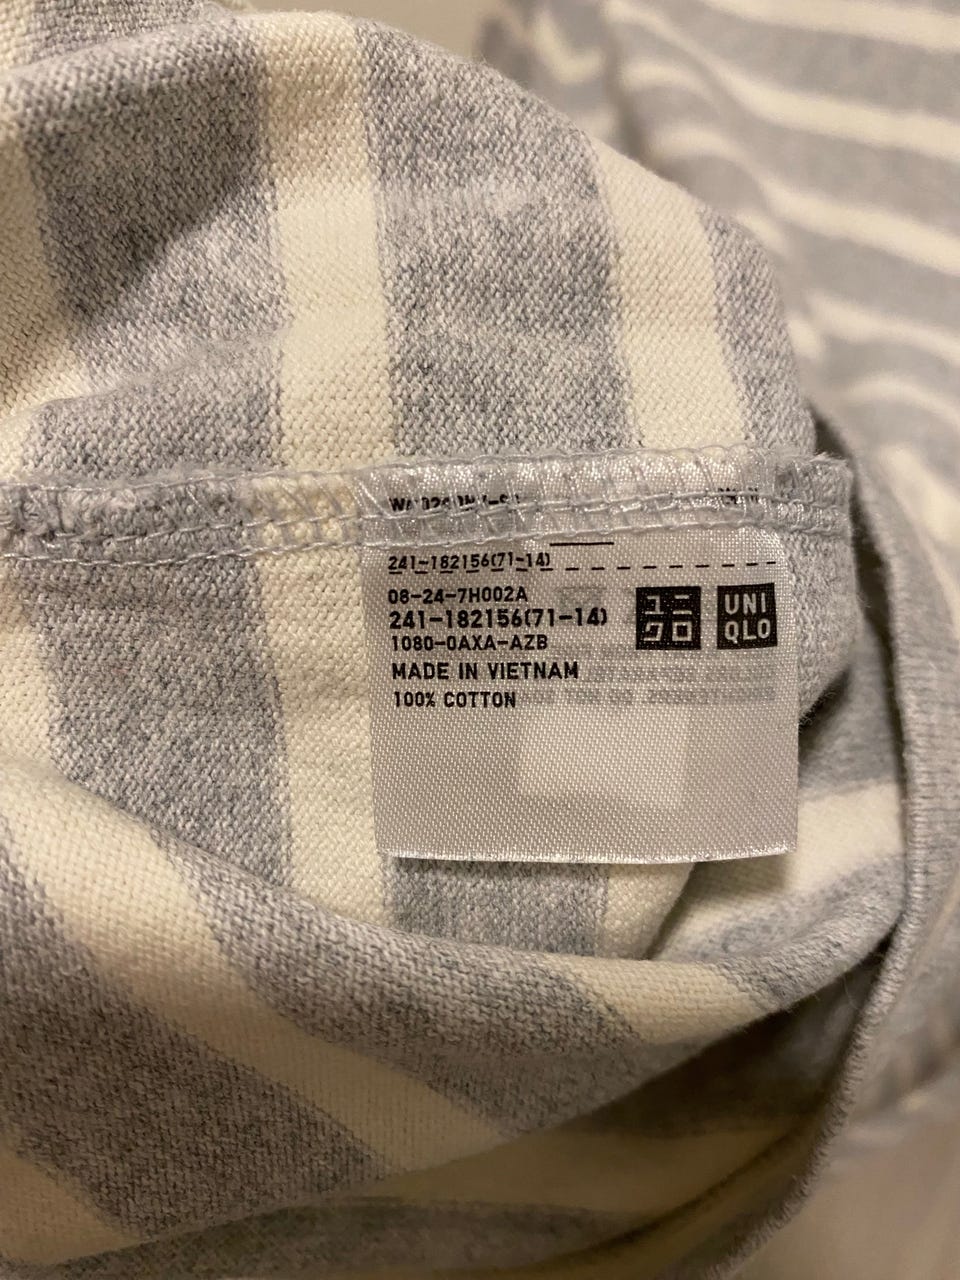 241-182156(71-14)
08-24-7H002A
241-182156(71-14)
1080-0AXA-AZB
MADE IN VIETNAM
100% COTTON
ユニ
クロ
UNI
QLO